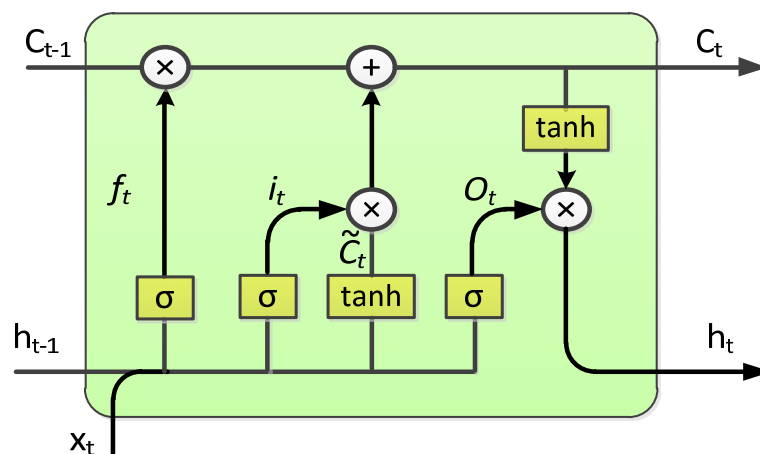 C_{t-1} × + C_t
tanh
f_t i_t × O_t ×
C̃_t
σ σ tanh σ
h_{t-1} h_t
x_t